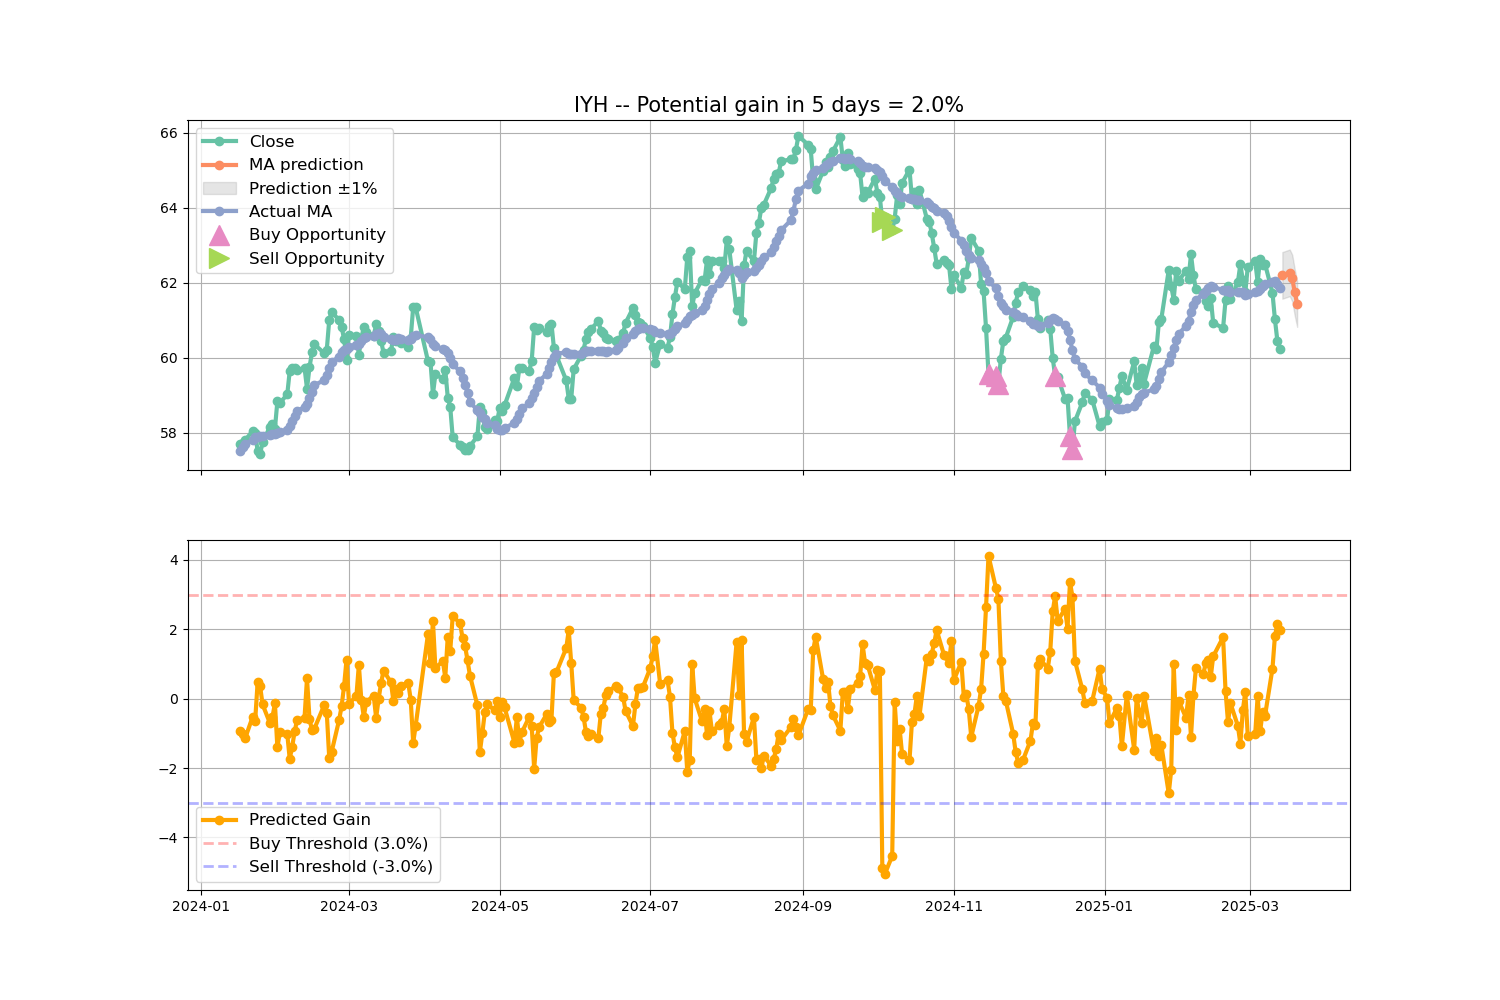 IYH -- Potential gain in 5 days = 2.0%
66
64
62
60
58
Close
MA prediction
Prediction ±1%
Actual MA
Buy Opportunity
Sell Opportunity
4
2
0
−2
−4
Predicted Gain
Buy Threshold (3.0%)
Sell Threshold (-3.0%)
2024-01 2024-03 2024-05 2024-07 2024-09 2024-11 2025-01 2025-03